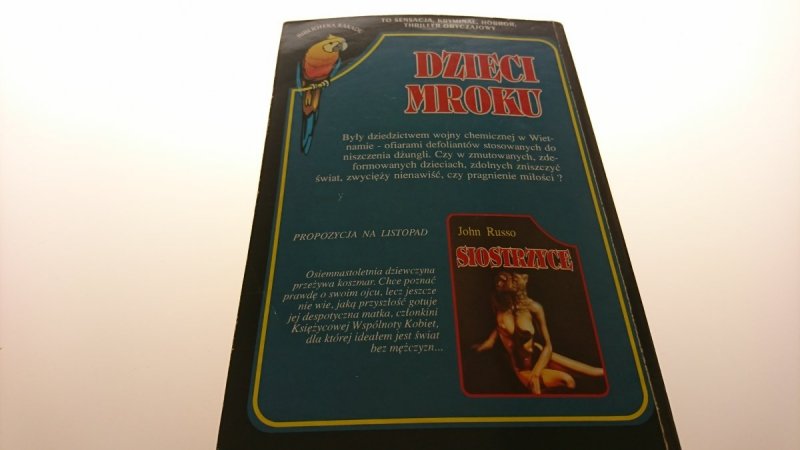 BIBLIOTEKA KAKADU
TO SENSACJA, KRYMINAŁ, HORROR,
THRILLER OBYCZAJOWY
DZIECI
MROKU
Były dziedzictwem wojny chemicznej w Wiet-
namie - ofiarami defoliantów stosowanych do
niszczenia dżungli. Czy w zmutowanych, zde-
formowanych dzieciach, zdolnych zniszczyć
świat, zwycięży nienawiść, czy pragnienie miłości ?
PROPOZYCJA NA LISTOPAD
Osiemnastoletnia dziewczyna
przeżywa koszmar. Chce poznać
prawdę o swoim ojcu, lecz jeszcze
nie wie, jaką przyszłość gotuje
jej despotyczna matka, członkini
Księżycowej Wspólnoty Kobiet,
dla której ideałem jest świat
bez mężczyzn...
John Russo
SIOSTRZYCE